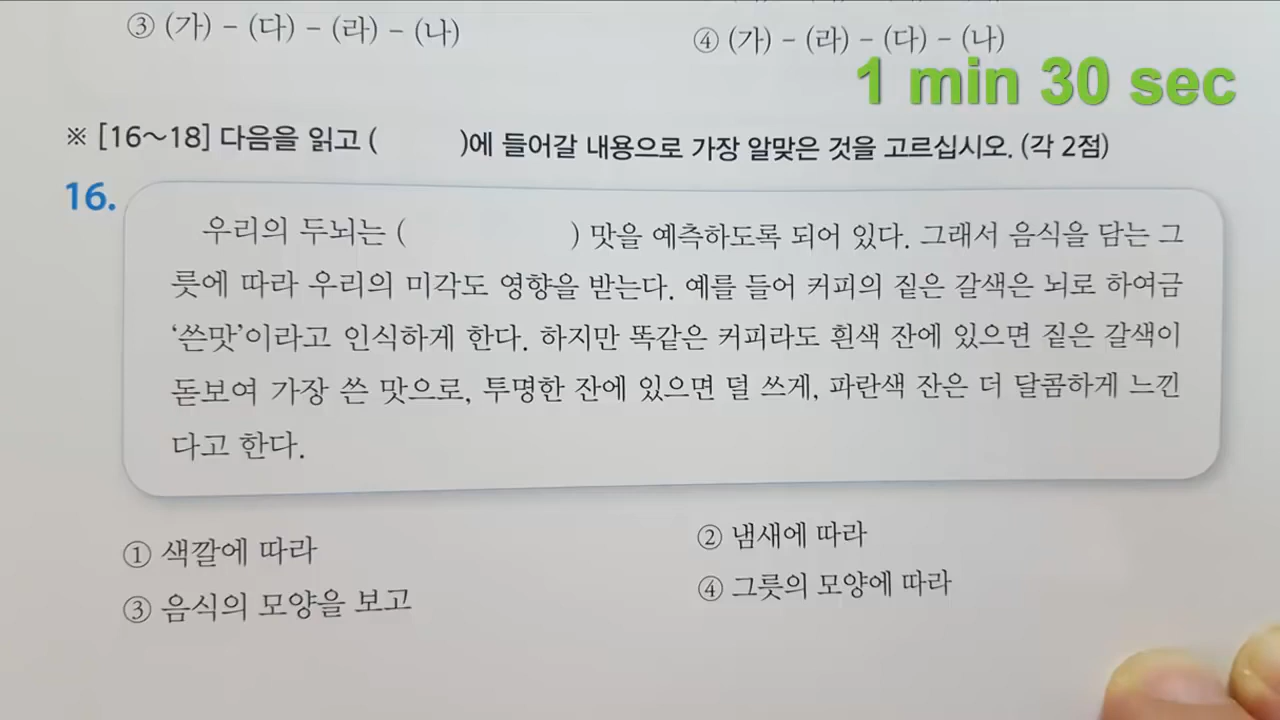 ③ (가) – (다) – (라) – (나)
④ (가) – (라) – (다) – (나)
1 min 30 sec
※ [16～18] 다음을 읽고 ( )에 들어갈 내용으로 가장 알맞은 것을 고르십시오. (각 2점)
16.
우리의 두뇌는 ( ) 맛을 예측하도록 되어 있다. 그래서 음식을 담는 그
릇에 따라 우리의 미각도 영향을 받는다. 예를 들어 커피의 짙은 갈색은 뇌로 하여금
‘쓴맛’이라고 인식하게 한다. 하지만 똑같은 커피라도 흰색 잔에 있으면 짙은 갈색이
돋보여 가장 쓴 맛으로, 투명한 잔에 있으면 덜 쓰게, 파란색 잔은 더 달콤하게 느낀
다고 한다.
① 색깔에 따라
② 냄새에 따라
③ 음식의 모양을 보고
④ 그릇의 모양에 따라